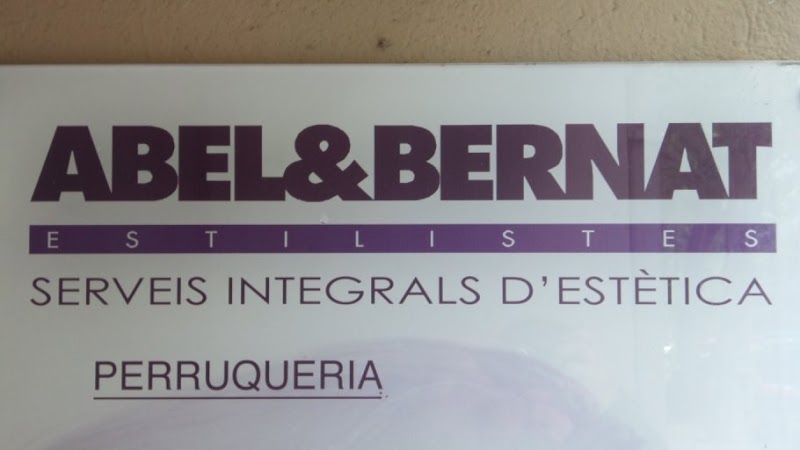 ABEL&BERNAT
ESTILISTES
SERVEIS INTEGRALS D'ESTÈTICA
PERRUQUERIA